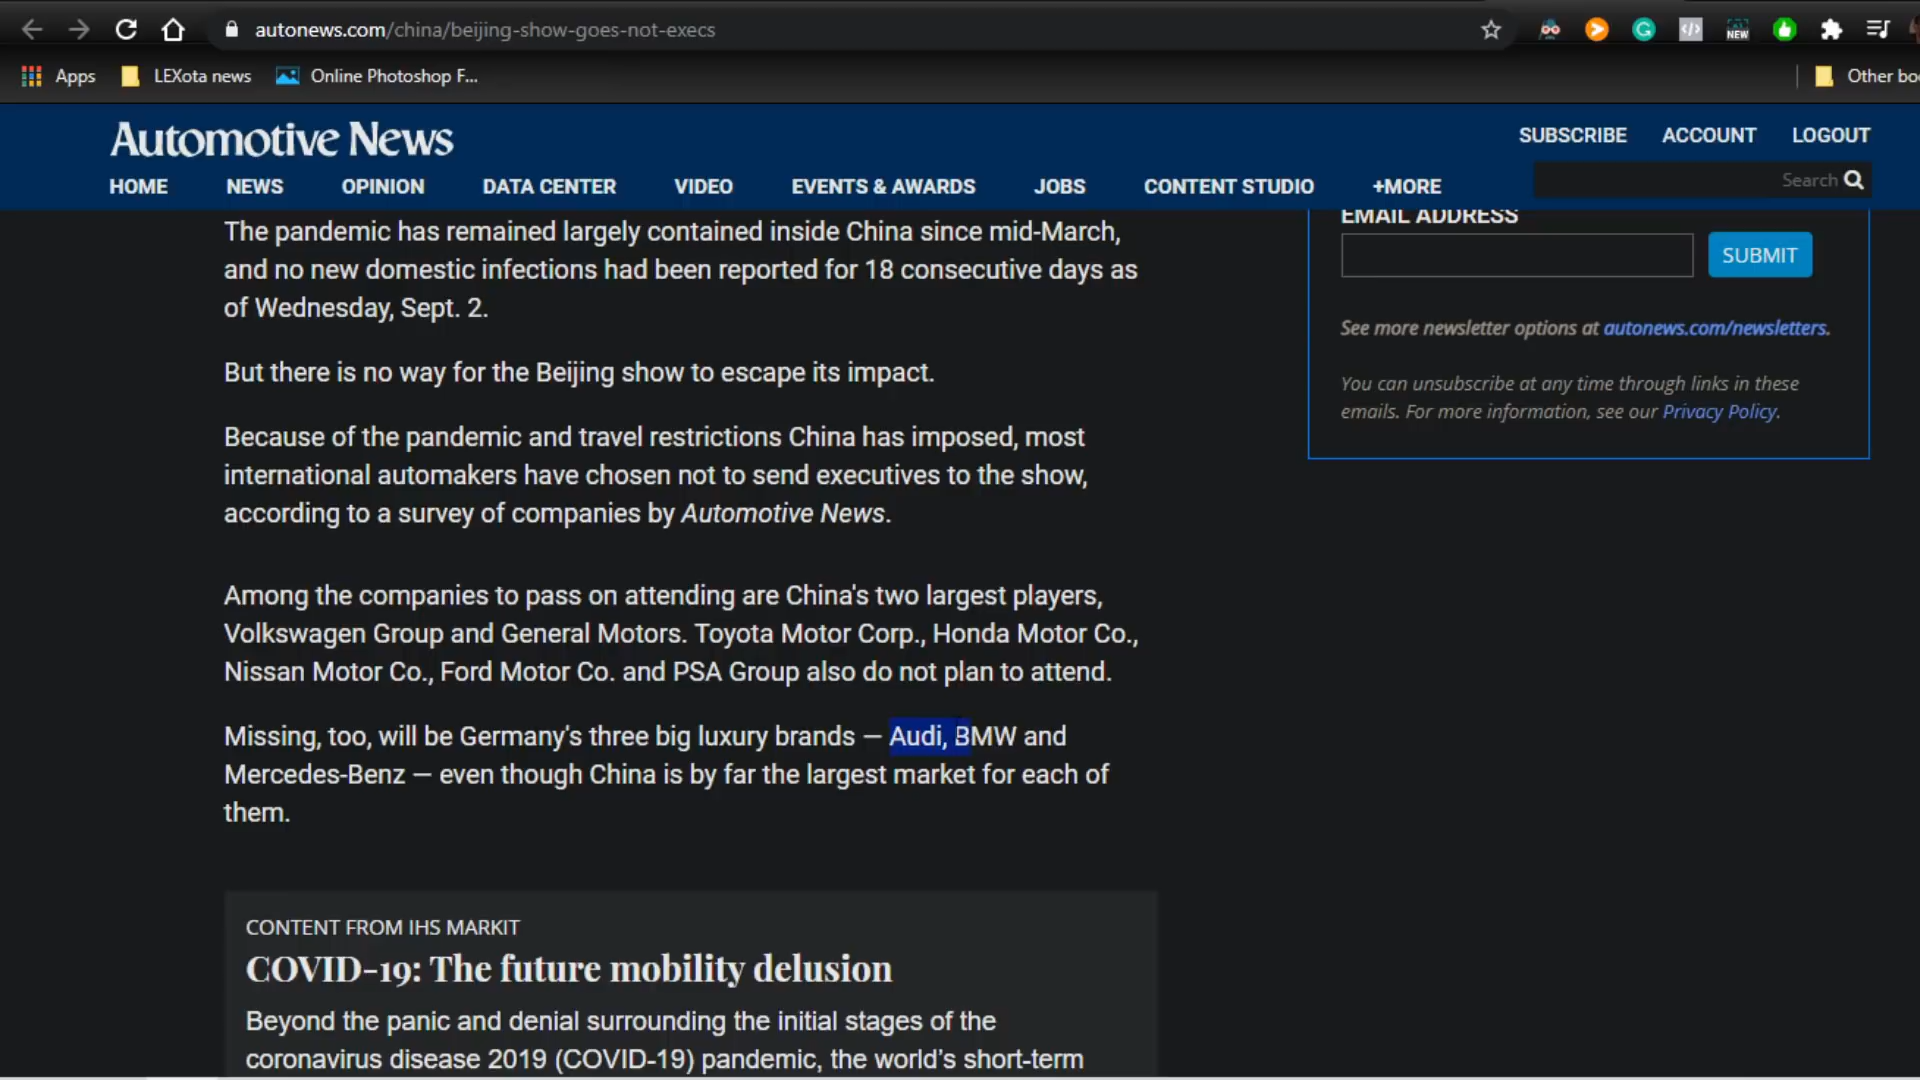 autonews.com/china/beijing-show-goes-not-execs
NEW
Apps
LEXota news
Online Photoshop F...
Other bo
Automotive News
SUBSCRIBE ACCOUNT LOGOUT
HOME NEWS OPINION DATA CENTER VIDEO EVENTS & AWARDS JOBS CONTENT STUDIO +MORE
Search
The pandemic has remained largely contained inside China since mid-March,
and no new domestic infections had been reported for 18 consecutive days as
of Wednesday, Sept. 2.
But there is no way for the Beijing show to escape its impact.
Because of the pandemic and travel restrictions China has imposed, most
international automakers have chosen not to send executives to the show,
according to a survey of companies by Automotive News.
Among the companies to pass on attending are China's two largest players,
Volkswagen Group and General Motors. Toyota Motor Corp., Honda Motor Co.,
Nissan Motor Co., Ford Motor Co. and PSA Group also do not plan to attend.
Missing, too, will be Germany's three big luxury brands — Audi, BMW and
Mercedes-Benz — even though China is by far the largest market for each of
them.
CONTENT FROM IHS MARKIT
COVID-19: The future mobility delusion
Beyond the panic and denial surrounding the initial stages of the
coronavirus disease 2019 (COVID-19) pandemic, the world's short-term
EMAIL ADDRESS
SUBMIT
See more newsletter options at autonews.com/newsletters.
You can unsubscribe at any time through links in these
emails. For more information, see our Privacy Policy.